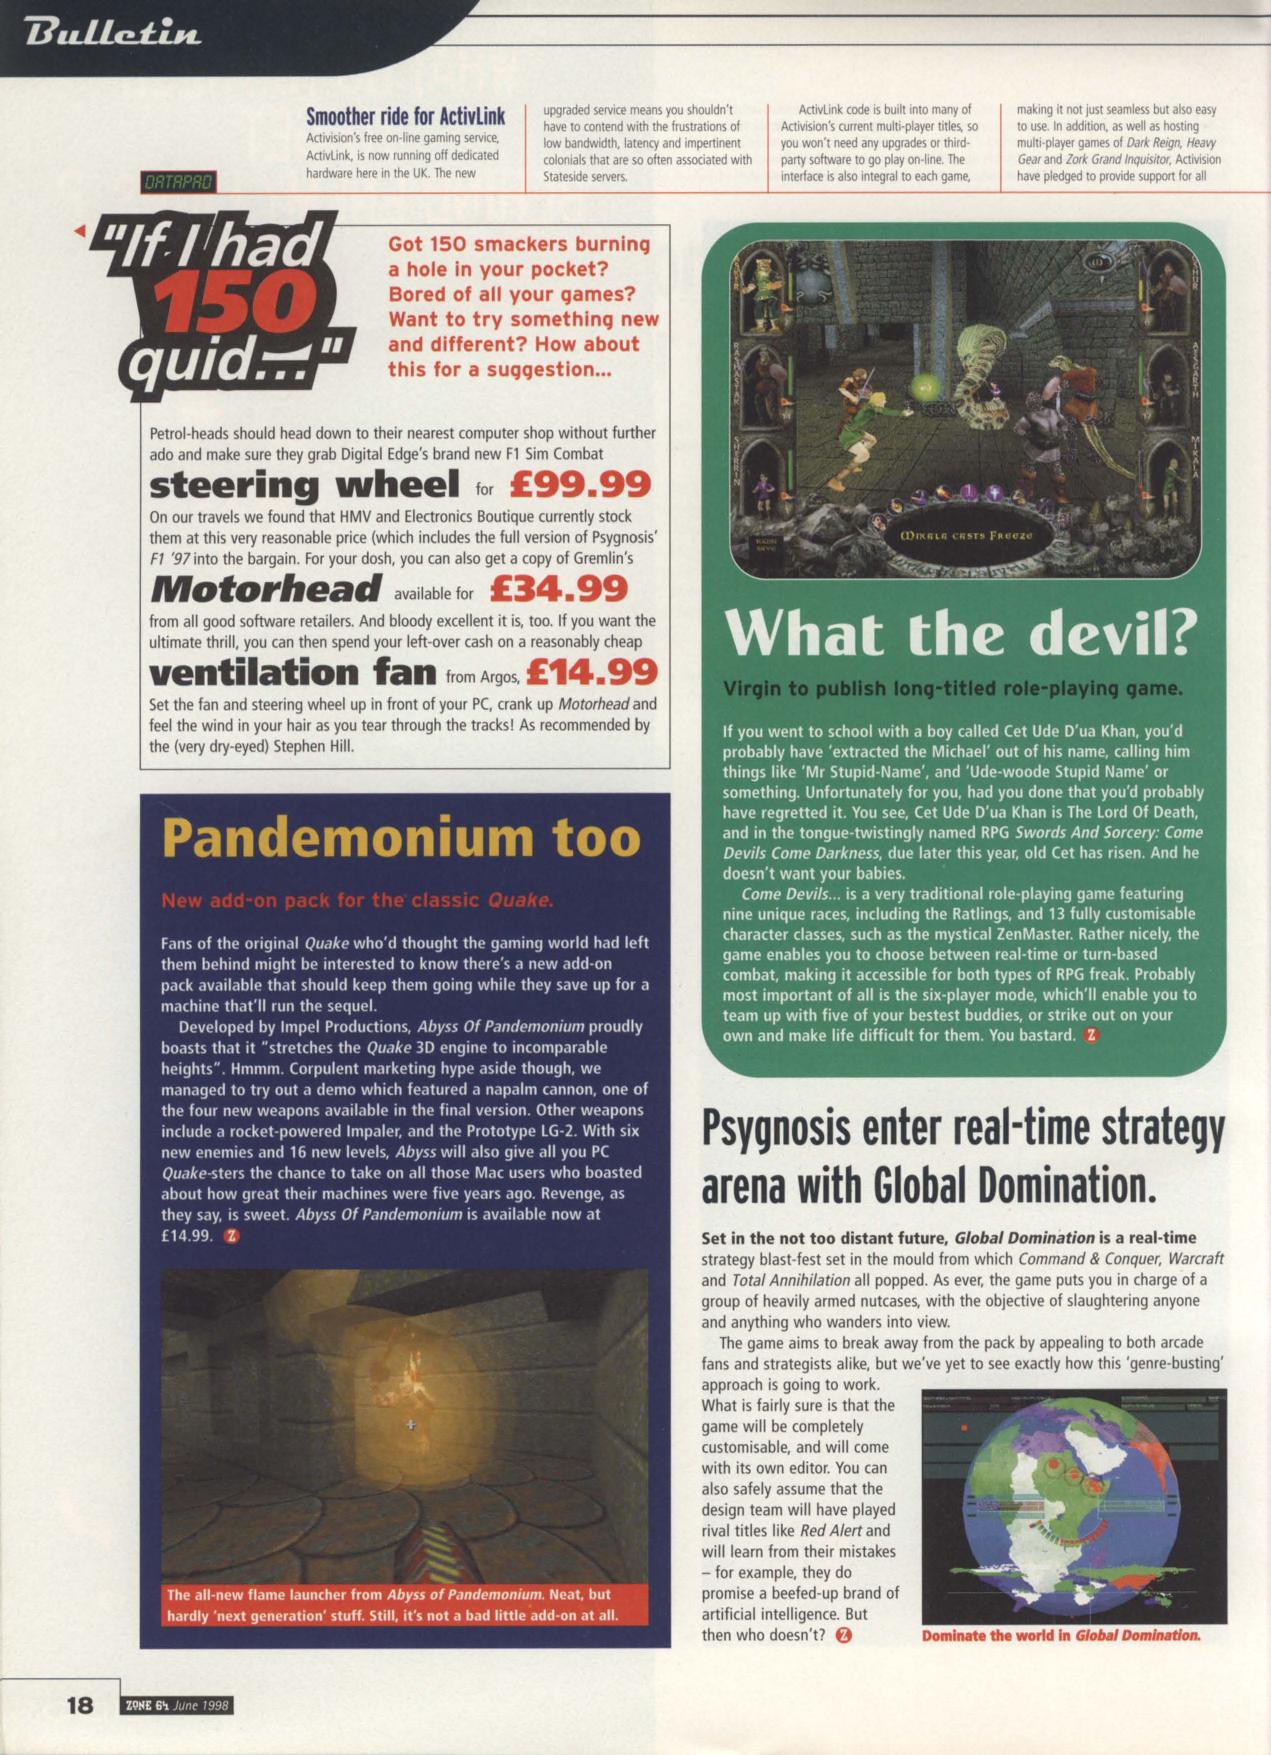 Bulletin
Smoother ride for ActivLink
Activision's free on-line gaming service,
ActivLink, is now running off dedicated
hardware here in the UK. The new
upgraded service means you shouldn't
have to contend with the frustrations of
low bandwidth, latency and impertinent
colonials that are so often associated with
Stateside servers.
ActivLink code is built into many of
Activision's current multi-player titles, so
you won't need any upgrades or third-
party software to go play on-line. The
interface is also integral to each game,
making it not just seamless but also easy
to use. In addition, as well as hosting
multi-player games of Dark Reign, Heavy
Gear and Zork Grand Inquisitor, Activision
have pledged to provide support for all
DATAPAD
"If I had
150
quid..."
Got 150 smackers burning
a hole in your pocket?
Bored of all your games?
Want to try something new
and different? How about
this for a suggestion...
Petrol-heads should head down to their nearest computer shop without further
ado and make sure they grab Digital Edge's brand new F1 Sim Combat
steering wheel for £99.99
On our travels we found that HMV and Electronics Boutique currently stock
them at this very reasonable price (which includes the full version of Psygnosis'
F1 '97 into the bargain. For your dosh, you can also get a copy of Gremlin's
Motorhead available for £34.99
from all good software retailers. And bloody excellent it is, too. If you want the
ultimate thrill, you can then spend your left-over cash on a reasonably cheap
ventilation fan from Argos, £14.99
Set the fan and steering wheel up in front of your PC, crank up Motorhead and
feel the wind in your hair as you tear through the tracks! As recommended by
the (very dry-eyed) Stephen Hill.
Pandemonium too
New add-on pack for the classic Quake.
Fans of the original Quake who'd thought the gaming world had left
them behind might be interested to know there's a new add-on
pack available that should keep them going while they save up for a
machine that'll run the sequel.
Developed by Impel Productions, Abyss Of Pandemonium proudly
boasts that it "stretches the Quake 3D engine to incomparable
heights". Hmmm. Corpulent marketing hype aside though, we
managed to try out a demo which featured a napalm cannon, one of
the four new weapons available in the final version. Other weapons
include a rocket-powered Impaler, and the Prototype LG-2. With six
new enemies and 16 new levels, Abyss will also give all you PC
Quake-sters the chance to take on all those Mac users who boasted
about how great their machines were five years ago. Revenge, as
they say, is sweet. Abyss Of Pandemonium is available now at
£14.99. Z
The all-new flame launcher from Abyss of Pandemonium. Neat, but
hardly 'next generation' stuff. Still, it's not a bad little add-on at all.
RASMASTAR
SHERRIN
AESGARTH
MIKALA
MIKALA CASTS FREEZE
What the devil?
Virgin to publish long-titled role-playing game.
If you went to school with a boy called Cet Ude D'ua Khan, you'd
probably have 'extracted the Michael' out of his name, calling him
things like 'Mr Stupid-Name', and 'Ude-woode Stupid Name' or
something. Unfortunately for you, had you done that you'd probably
have regretted it. You see, Cet Ude D'ua Khan is The Lord Of Death,
and in the tongue-twistingly named RPG Swords And Sorcery: Come
Devils Come Darkness, due later this year, old Cet has risen. And he
doesn't want your babies.
Come Devils... is a very traditional role-playing game featuring
nine unique races, including the Ratlings, and 13 fully customisable
character classes, such as the mystical ZenMaster. Rather nicely, the
game enables you to choose between real-time or turn-based
combat, making it accessible for both types of RPG freak. Probably
most important of all is the six-player mode, which'll enable you to
team up with five of your bestest buddies, or strike out on your
own and make life difficult for them. You bastard. Z
Psygnosis enter real-time strategy
arena with Global Domination.
Set in the not too distant future, Global Domination is a real-time
strategy blast-fest set in the mould from which Command & Conquer, Warcraft
and Total Annihilation all popped. As ever, the game puts you in charge of a
group of heavily armed nutcases, with the objective of slaughtering anyone
and anything who wanders into view.
The game aims to break away from the pack by appealing to both arcade
fans and strategists alike, but we've yet to see exactly how this 'genre-busting'
approach is going to work.
What is fairly sure is that the
game will be completely
customisable, and will come
with its own editor. You can
also safely assume that the
design team will have played
rival titles like Red Alert and
will learn from their mistakes
– for example, they do
promise a beefed-up brand of
artificial intelligence. But
then who doesn't? Z
Dominate the world in Global Domination.
18
ZONE 64 June 1998